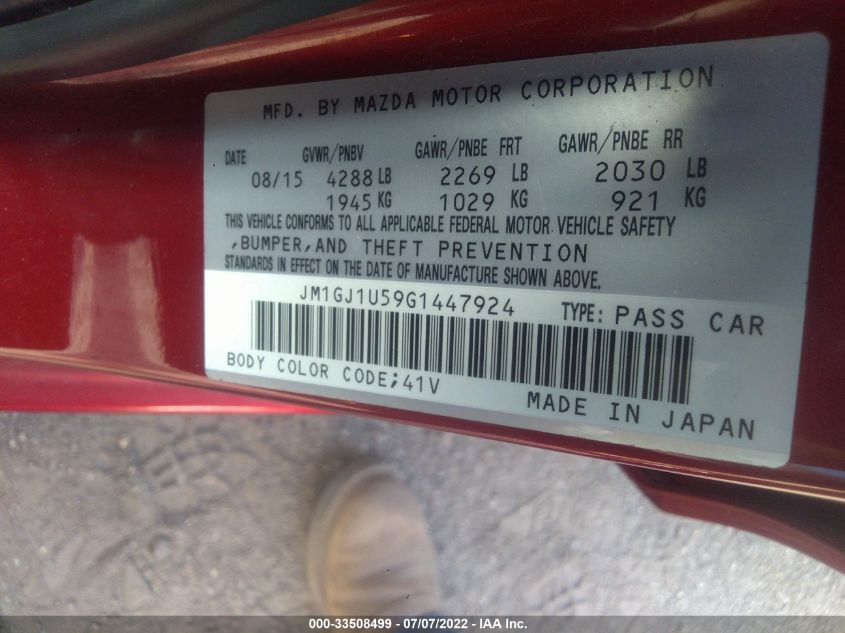 MFD. BY MAZDA MOTOR CORPORATION
DATE GVWR/PNBV GAWR/PNBE FRT GAWR/PNBE RR
08/15 4288 LB 2269 LB 2030 LB
1945 KG 1029 KG 921 KG
THIS VEHICLE CONFORMS TO ALL APPLICABLE FEDERAL MOTOR VEHICLE SAFETY
,BUMPER,AND THEFT PREVENTION
STANDARDS IN EFFECT ON THE DATE OF MANUFACTURE SHOWN ABOVE.
JM1GJ1U59G1447924 TYPE: PASS CAR
BODY COLOR CODE;41V
MADE IN JAPAN
000-33508499 - 07/07/2022 - IAA Inc.